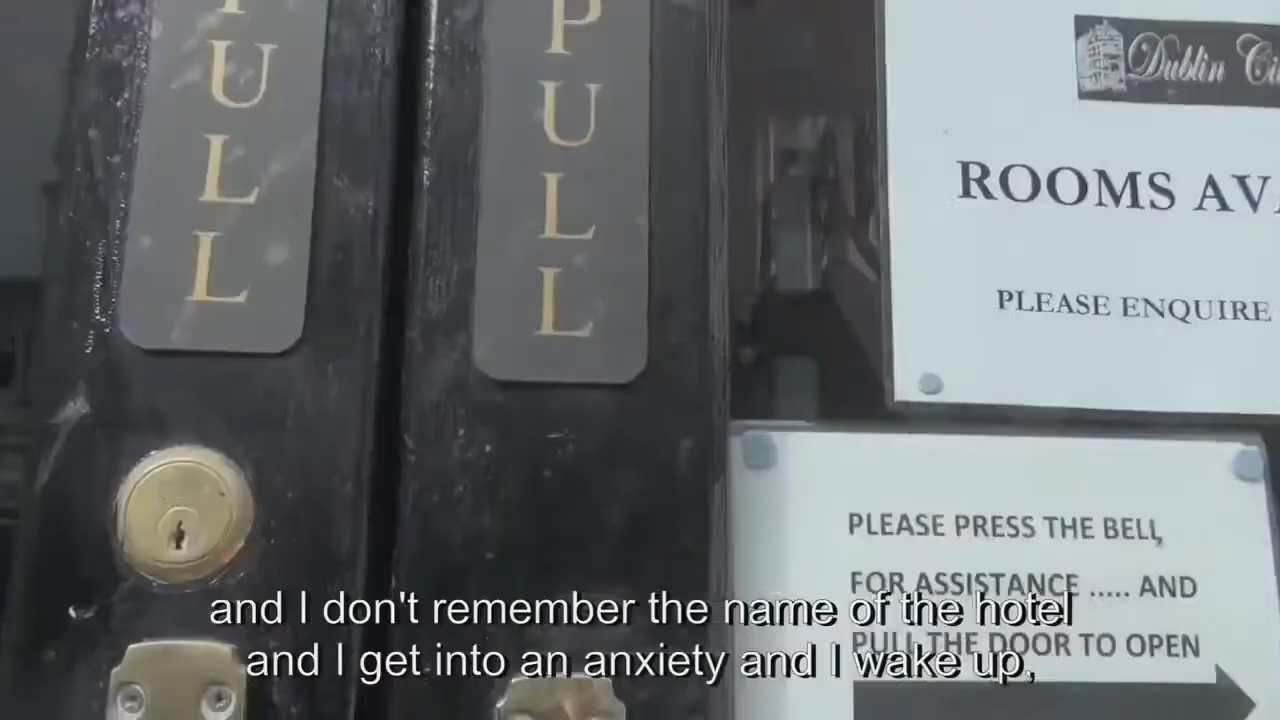 PULL
PULL
Dublin
ROOMS
PLEASE ENQUIRE
PLEASE PRESS THE BELL,
FOR ASSISTANCE ..... AND
PULL THE DOOR TO OPEN
and I don't remember the name of the hotel
and I get into an anxiety and I wake up,